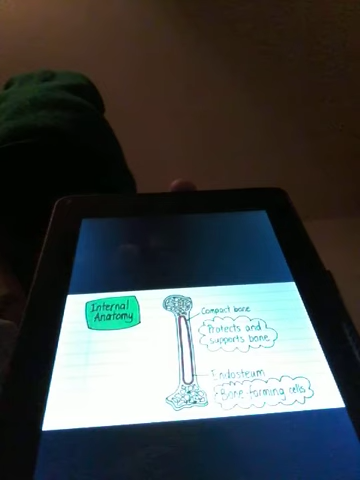 Internal
Anatomy
Compact bone
Protects and
supports bone
Endosteum
Bone-forming cells